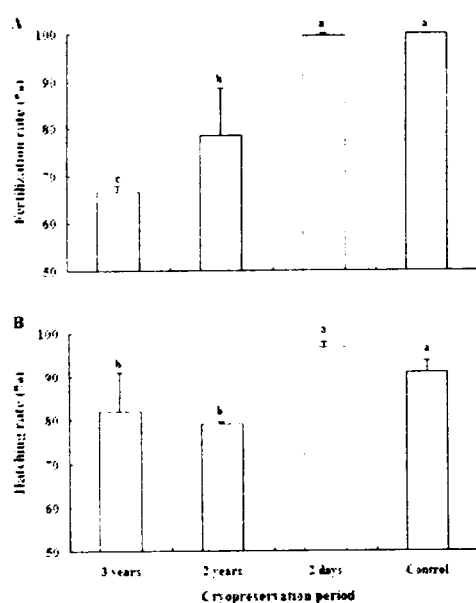 A
Fertilization rate (%)
100
90
80
70
60
50
c
b
a
a
B
Hatching rate (%)
100
90
80
70
60
50
b
b
a
a
3 years 2 years 2 days Control
Cryopreservation period